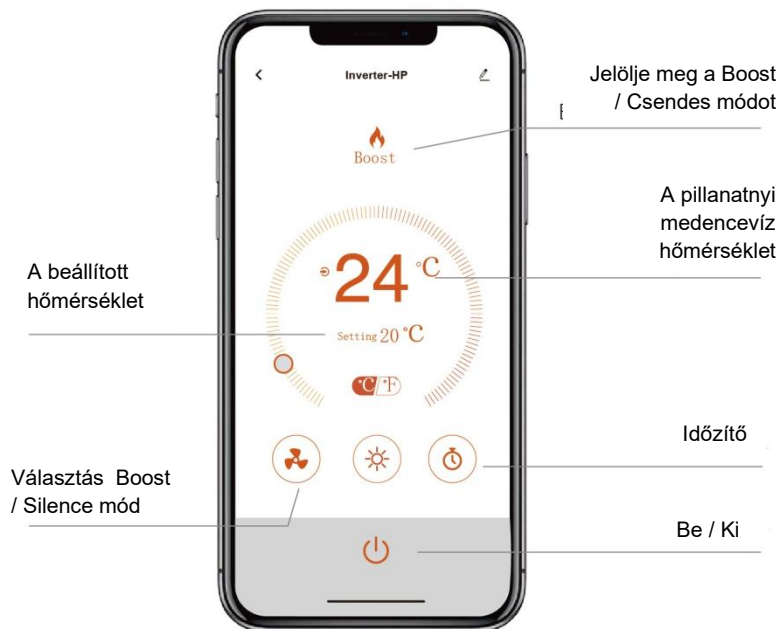 Inverter-HP
Jelölje meg a Boost
/ Csendes módot
Boost
A pillanatnyi
medencevíz
hőmérséklet
A beállított
hőmérséklet
24 °C
Setting 20 °C
°C °F
Időzítő
Választás Boost
/ Silence mód
Be / Ki